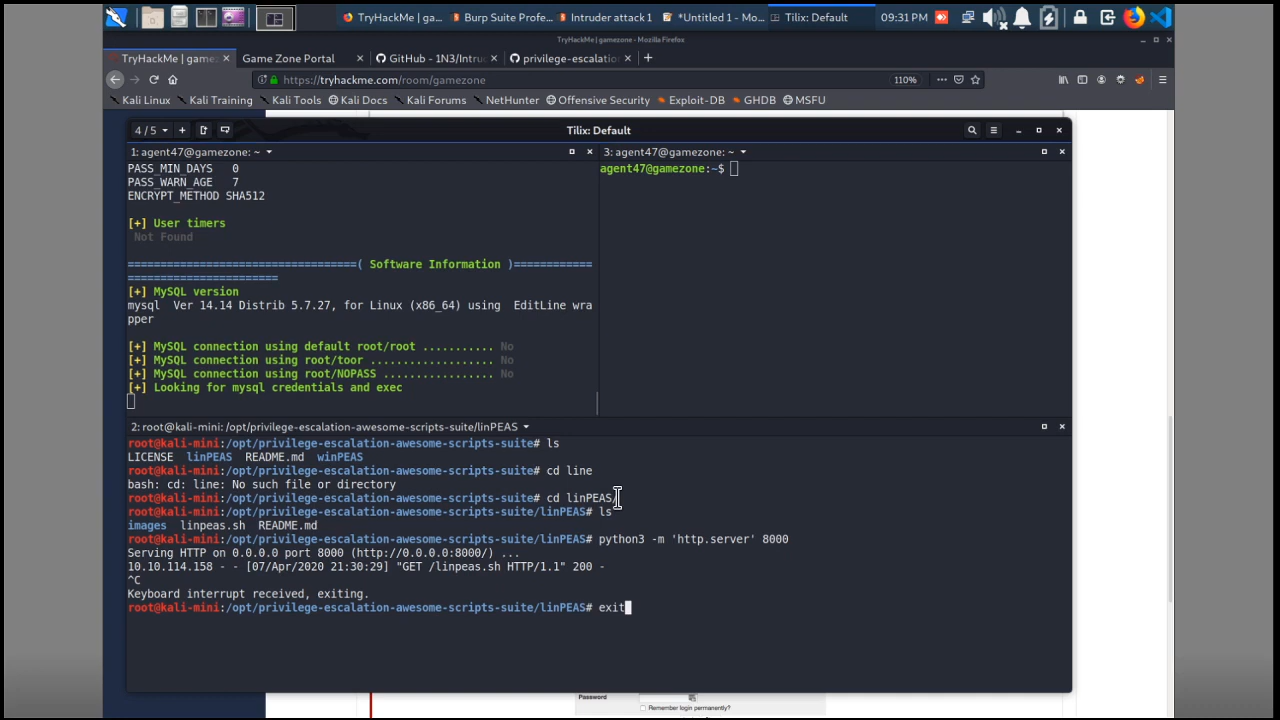 TryHackMe | ga...
Burp Suite Profe...
Intruder attack 1
*Untitled 1 - Mo...
Tilix: Default
09:31 PM
TryHackMe | gamezone - Mozilla Firefox
TryHackMe | game
Game Zone Portal
GitHub - 1N3/Intru
privilege-escalatio
https://tryhackme.com/room/gamezone
110%
Kali Linux
Kali Training
Kali Tools
Kali Docs
Kali Forums
NetHunter
Offensive Security
Exploit-DB
GHDB
MSFU
4 / 5
Tilix: Default
1: agent47@gamezone: ~
3: agent47@gamezone: ~
PASS_MIN_DAYS 0
PASS_WARN_AGE 7
ENCRYPT_METHOD SHA512
[+] User timers
Not Found
===================================( Software Information )============
=======================
[+] MySQL version
mysql Ver 14.14 Distrib 5.7.27, for Linux (x86_64) using EditLine wra
pper
[+] MySQL connection using default root/root ........... No
[+] MySQL connection using root/toor ................... No
[+] MySQL connection using root/NOPASS ................. No
[+] Looking for mysql credentials and exec
agent47@gamezone:~$
2: root@kali-mini: /opt/privilege-escalation-awesome-scripts-suite/linPEAS
root@kali-mini:/opt/privilege-escalation-awesome-scripts-suite# ls
LICENSE linPEAS README.md winPEAS
root@kali-mini:/opt/privilege-escalation-awesome-scripts-suite# cd line
bash: cd: line: No such file or directory
root@kali-mini:/opt/privilege-escalation-awesome-scripts-suite# cd linPEAS/
root@kali-mini:/opt/privilege-escalation-awesome-scripts-suite/linPEAS# ls
images linpeas.sh README.md
root@kali-mini:/opt/privilege-escalation-awesome-scripts-suite/linPEAS# python3 -m 'http.server' 8000
Serving HTTP on 0.0.0.0 port 8000 (http://0.0.0.0:8000/) ...
10.10.114.158 - - [07/Apr/2020 21:30:29] "GET /linpeas.sh HTTP/1.1" 200 -
^C
Keyboard interrupt received, exiting.
root@kali-mini:/opt/privilege-escalation-awesome-scripts-suite/linPEAS# exit
Password
Remember login permanently?